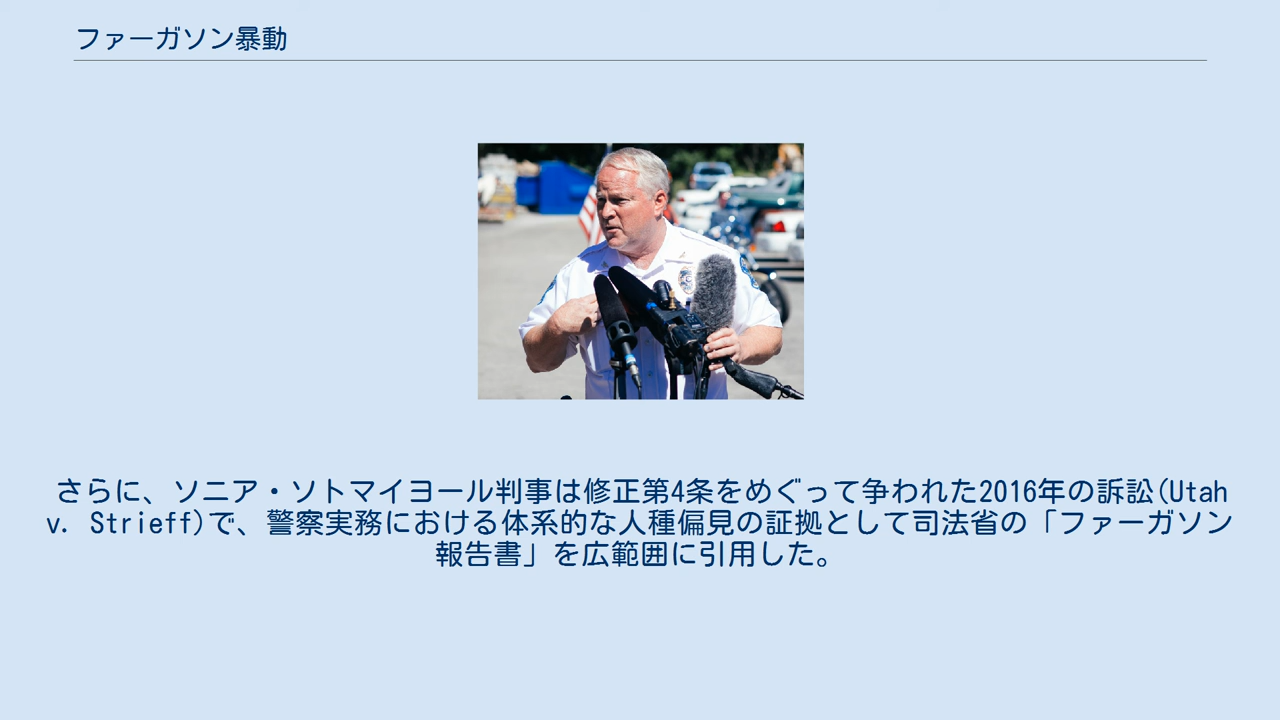 ファーガソン暴動
さらに、ソニア・ソトマイヨール判事は修正第4条をめぐって争われた2016年の訴訟(Utah
v. Strieff)で、警察実務における体系的な人種偏見の証拠として司法省の「ファーガソン
報告書」を広範囲に引用した。